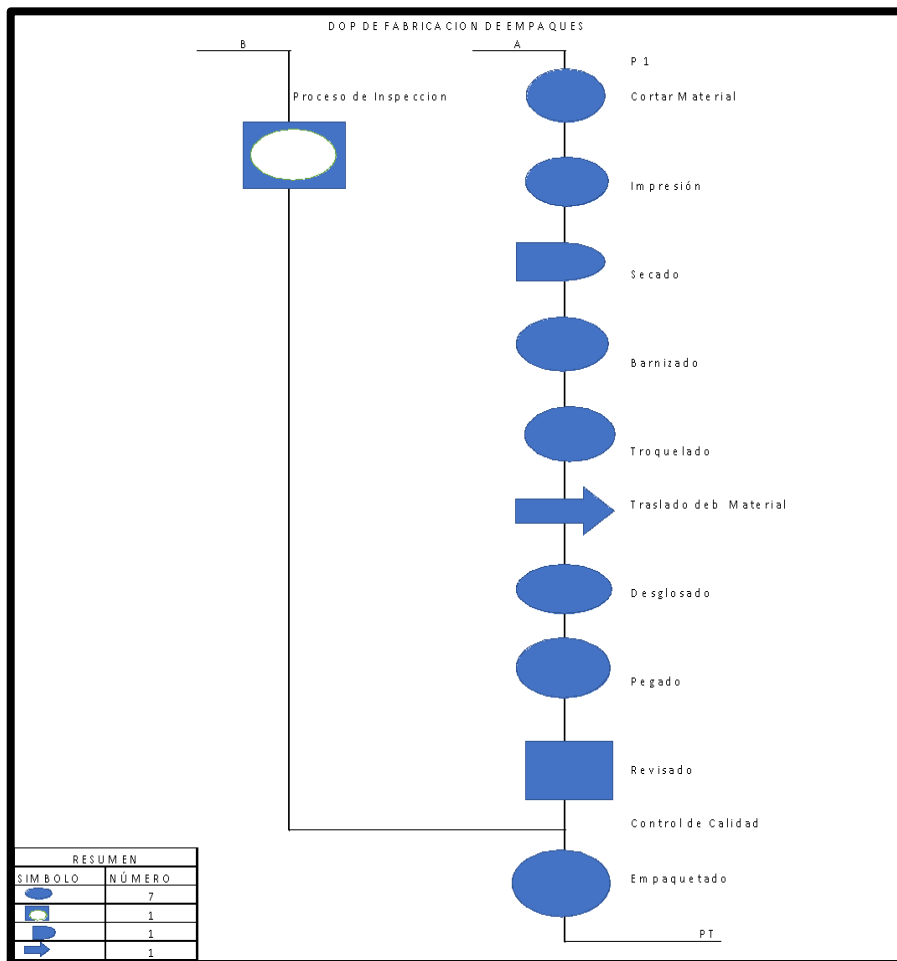 DOP DE FABRICACION DE EMPAQUES
B
A
P 1
Proceso de Inspeccion
Cortar Material
Impresión
Secado
Barnizado
Troquelado
Traslado deb Material
Desglosado
Pegado
Revisado
Control de Calidad
Empaquetado
PT
RESUMEN
SIMBOLO NÚMERO
7
1
1
1